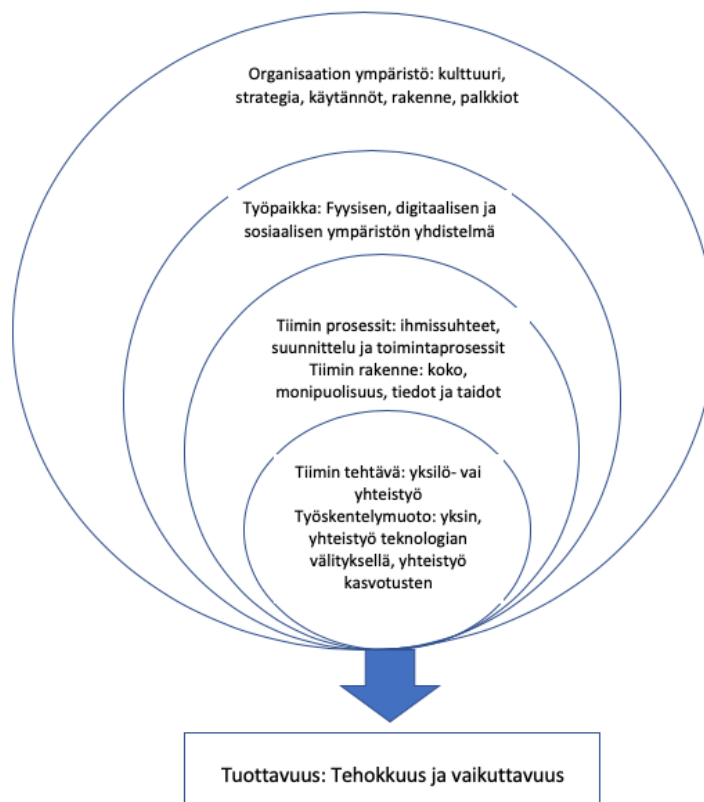 Organisaation ympäristö: kulttuuri,
strategia, käytännöt, rakenne, palkkiot
Työpaikka: Fyysisen, digitaalisen ja
sosiaalisen ympäristön yhdistelmä
Tiimin prosessit: ihmissuhteet,
suunnittelu ja toimintaprosessit
Tiimin rakenne: koko,
monipuolisuus, tiedot ja taidot
Tiimin tehtävä: yksilö- vai
yhteistyö
Työskentelymuoto: yksin,
yhteistyö teknologian
välityksellä, yhteistyö
kasvotusten
Tuottavuus: Tehokkuus ja vaikuttavuus